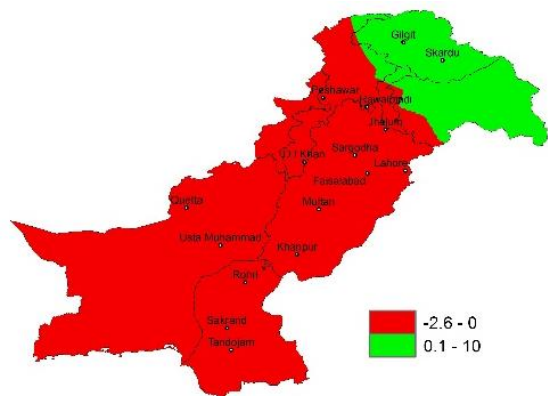 Gilgit
Skardu
Peshawar
Rawalpindi
Jhelum
D I Khan
Sargodha
Lahore
Faisalabad
Quetta
Multan
Usta Muhammad
Khanpur
Rohri
Sakrand
Tandojam
-2.6 - 0
0.1 - 10